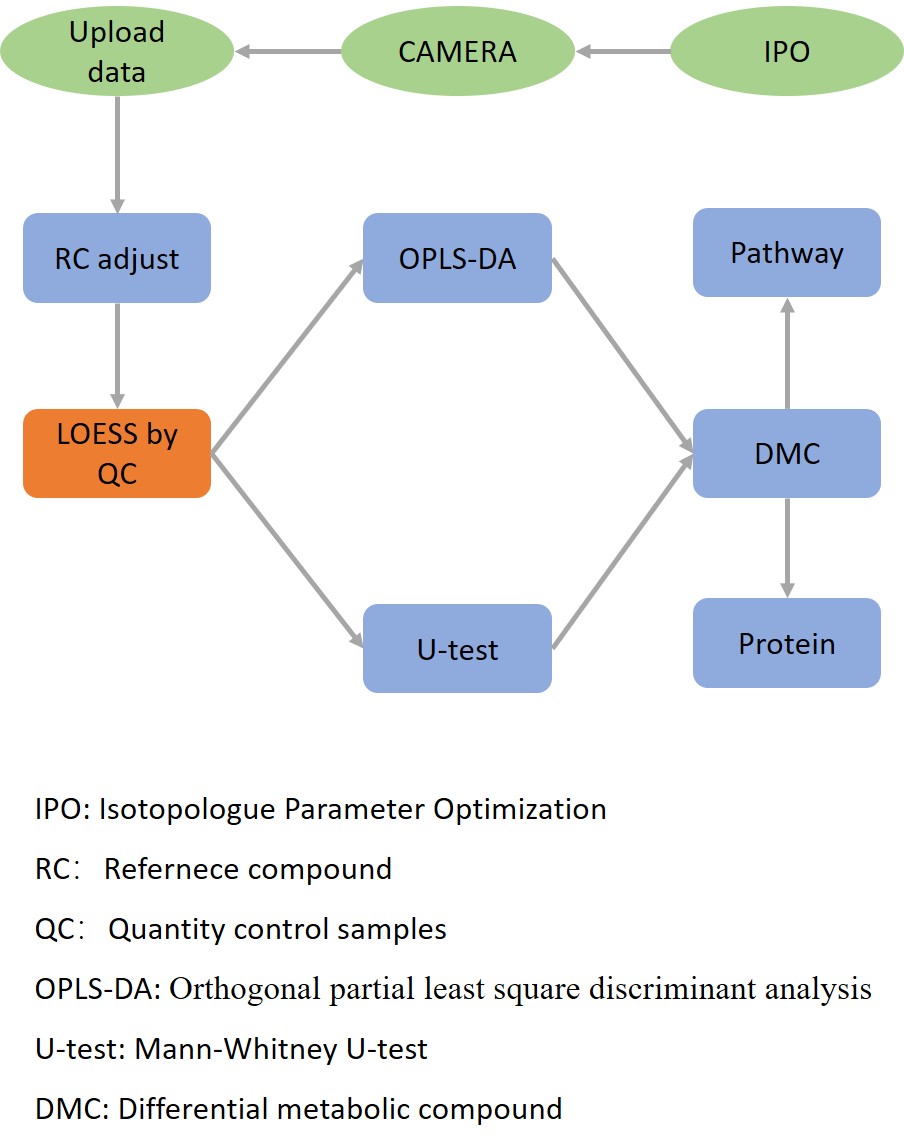 Upload
data
CAMERA
IPO
RC adjust
OPLS-DA
Pathway
LOESS by
QC
DMC
U-test
Protein
IPO: Isotopologue Parameter Optimization
RC： Refernece compound
QC： Quantity control samples
OPLS-DA: Orthogonal partial least square discriminant analysis
U-test: Mann-Whitney U-test
DMC: Differential metabolic compound